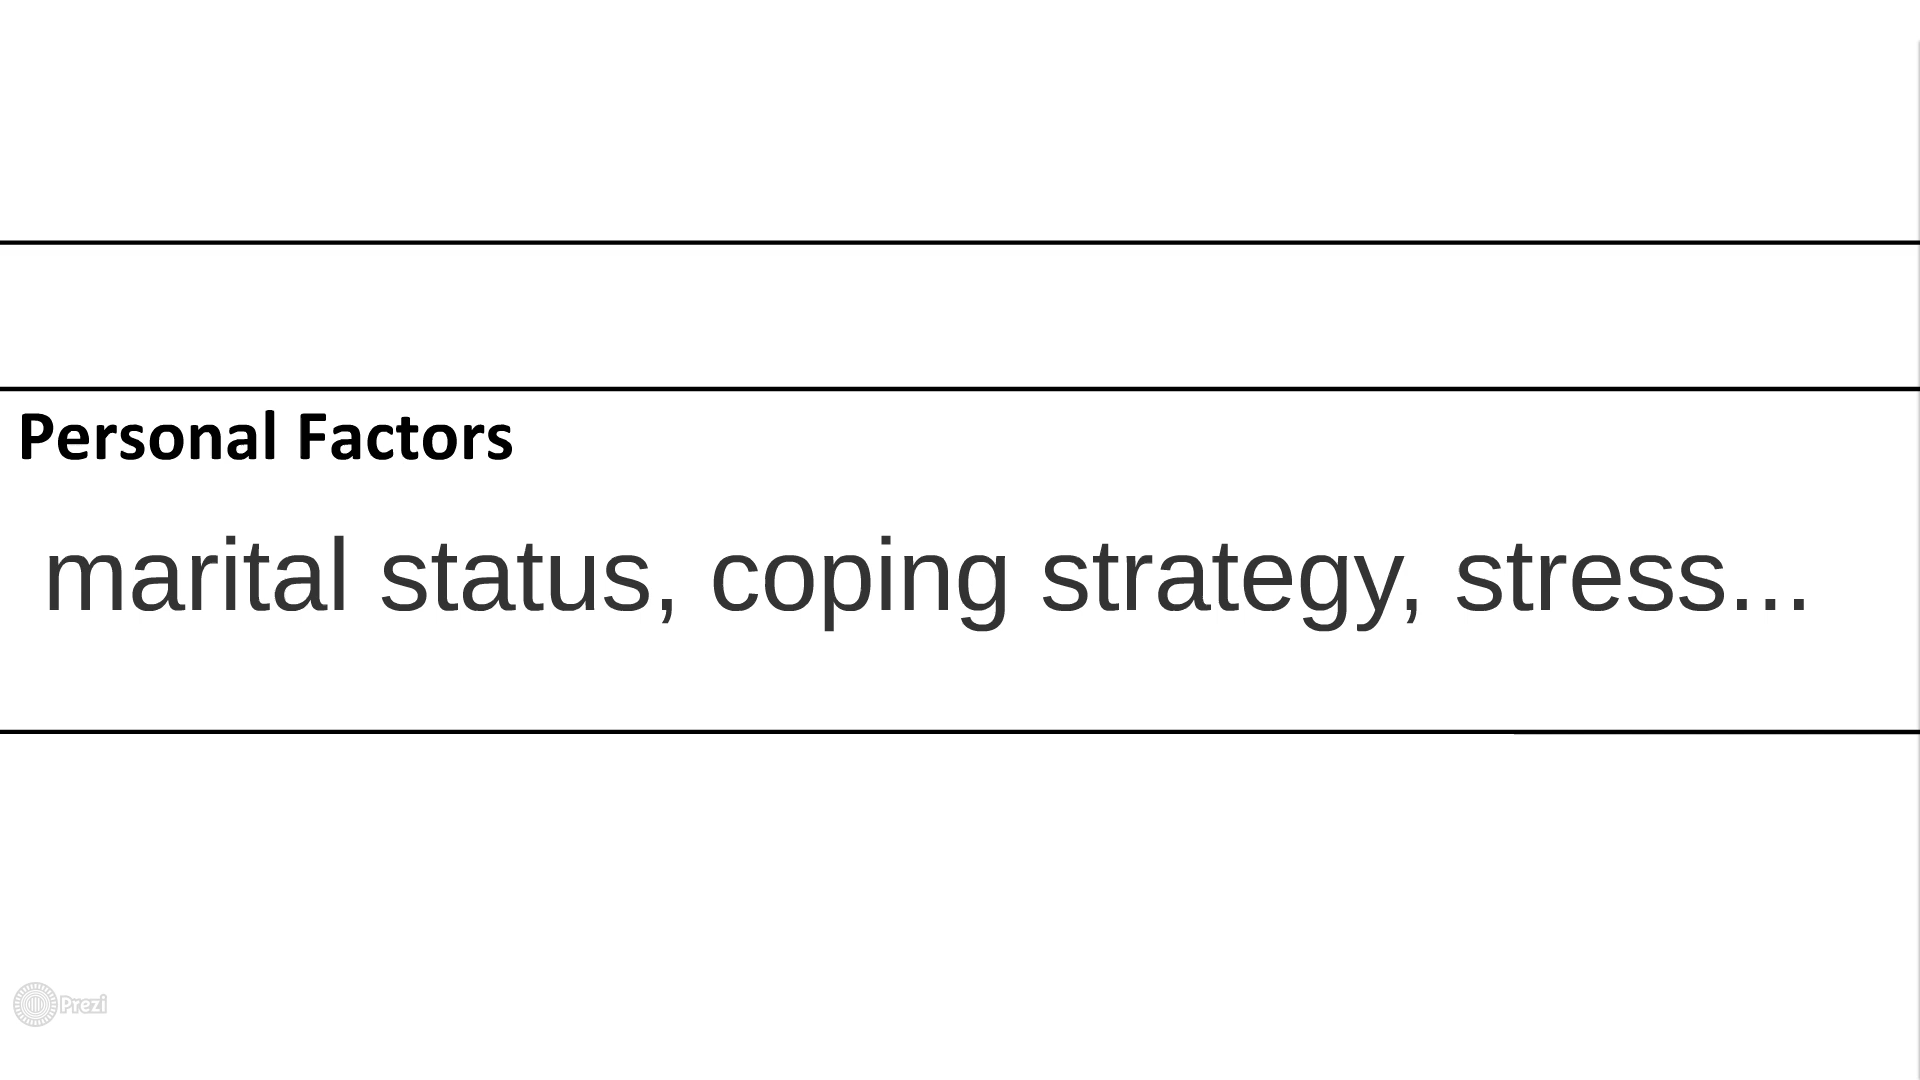 Personal Factors
marital status, coping strategy, stress...
Prezi